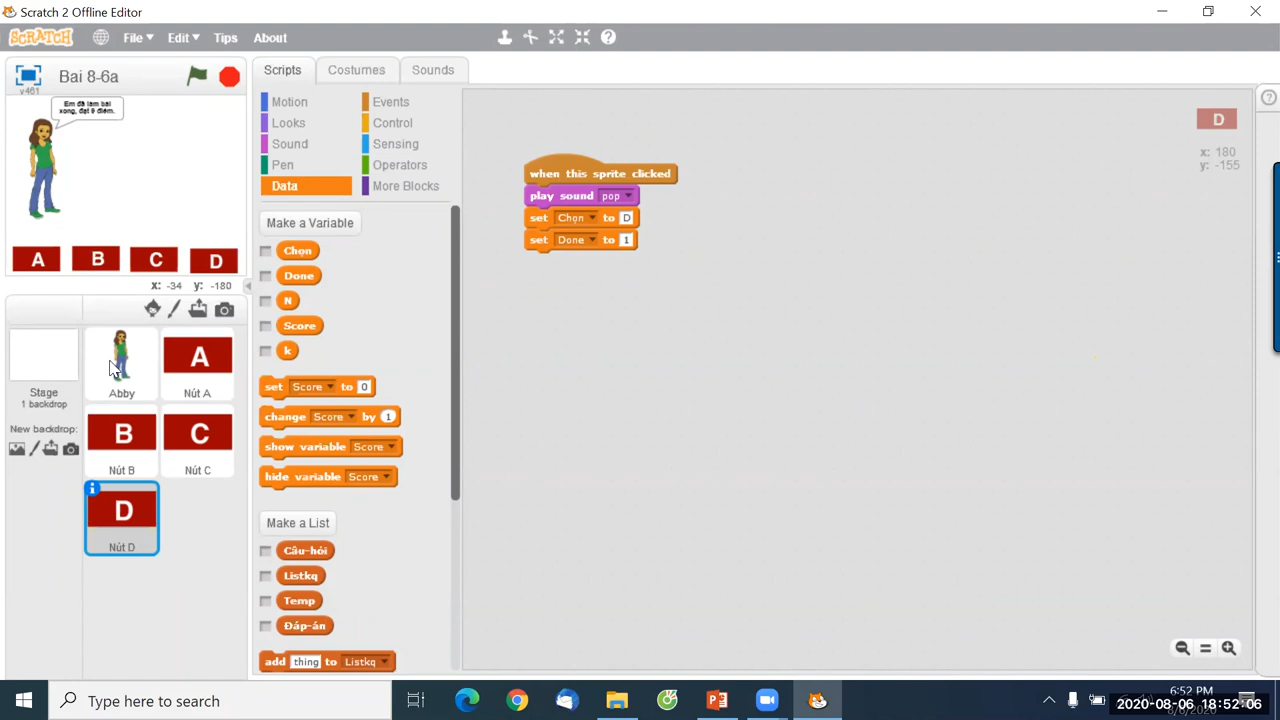 Scratch 2 Offline Editor
SCRATCH File Edit Tips About
Bai 8-6a
v461
Em đã làm bài
xong, đạt 9 điểm.
A B C D
x: -34 y: -180
Stage
1 backdrop
New backdrop:
Abby
A
Nút A
B
Nút B
C
Nút C
D
Nút D
Scripts Costumes Sounds
Motion Events
Looks Control
Sound Sensing
Pen Operators
Data More Blocks
Make a Variable
Chọn
Done
N
Score
k
set Score to 0
change Score by 1
show variable Score
hide variable Score
Make a List
Câu-hỏi
Listkq
Temp
Đáp-án
add thing to Listkq
when this sprite clicked
play sound pop
set Chọn to D
set Done to 1
D
x: 180
y: -155
Type here to search
6:52 PM
2020-08-06 18:52:06